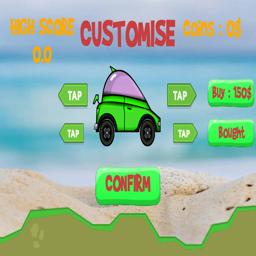 HIGH SCORE
0.0
CUSTOMISE
Coins : 0$
TAP
TAP
Buy : 150$
TAP
TAP
Bought
CONFIRM